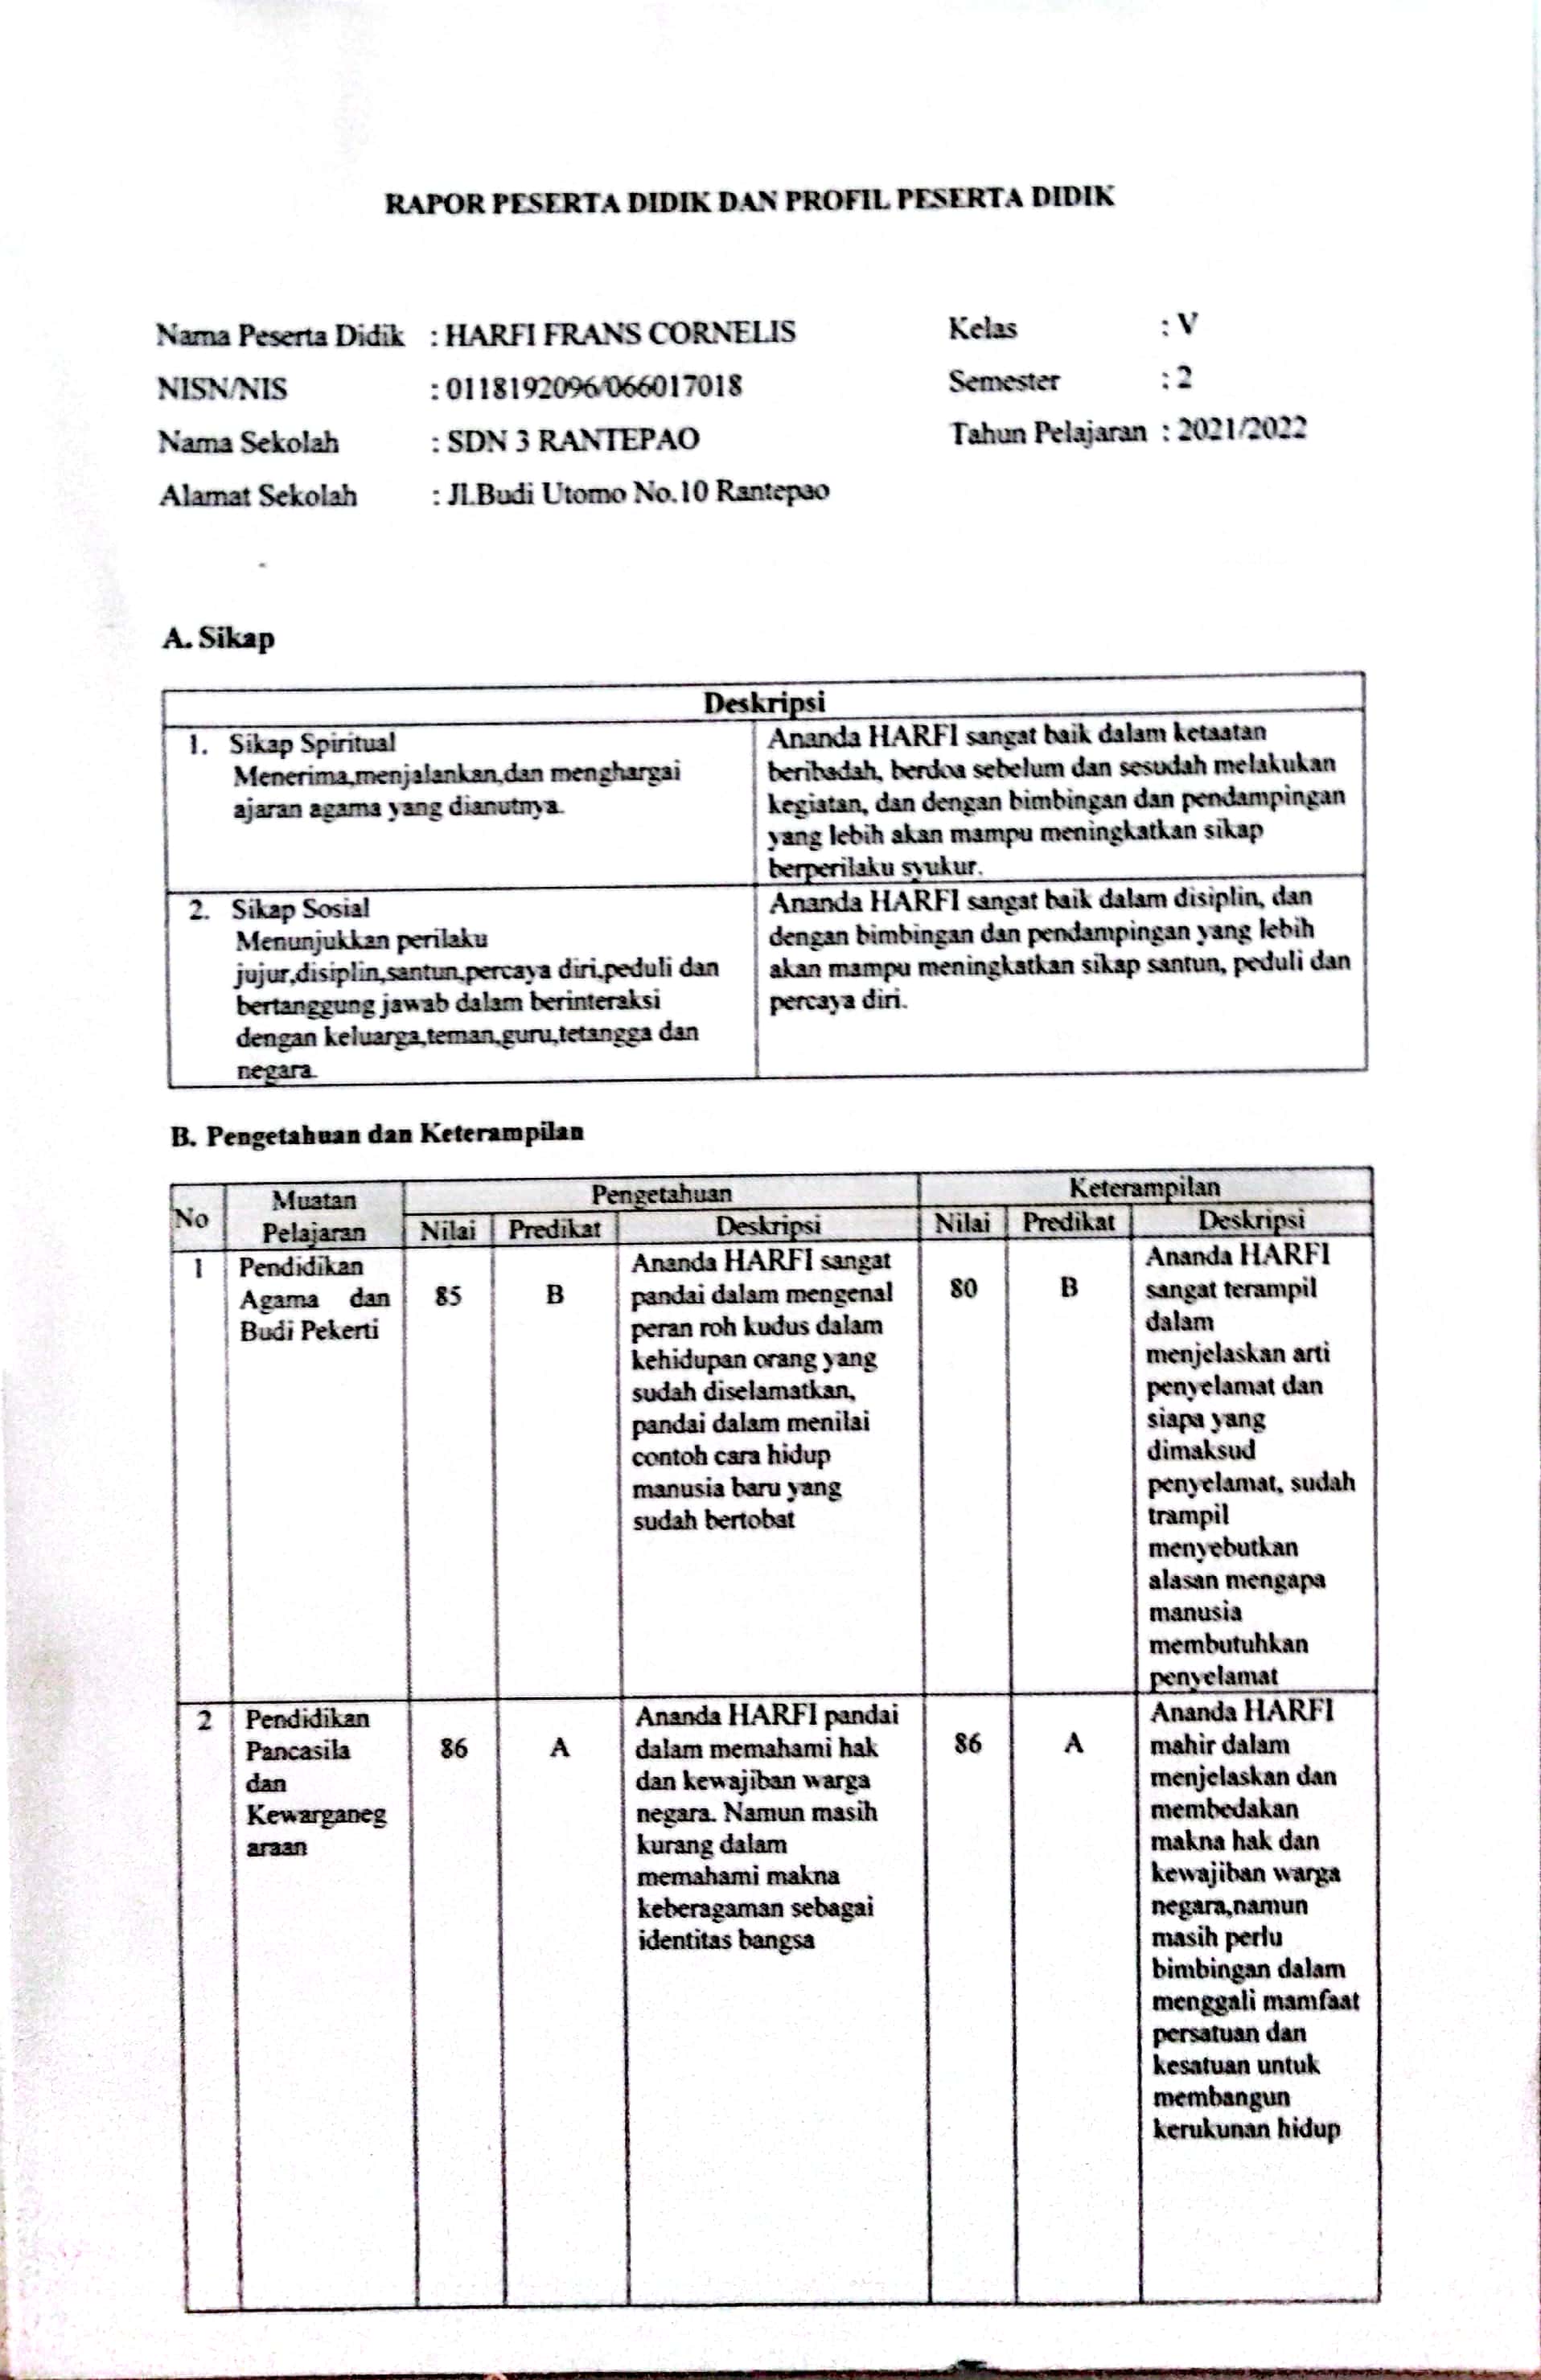 RAPOR PESERTA DIDIK DAN PROFIL PESERTA DIDIK
Nama Peserta Didik : HARFI FRANS CORNELIS
Kelas : V
NISN/NIS : 0118192096/066017018
Semester : 2
Nama Sekolah : SDN 3 RANTEPAO
Tahun Pelajaran : 2021/2022
Alamat Sekolah : Jl.Budi Utomo No.10 Rantepao
A. Sikap
Deskripsi
1. Sikap Spiritual
Menerima,menjalankan,dan menghargai
ajaran agama yang dianutnya.
Ananda HARFI sangat baik dalam ketaatan
beribadah, berdoa sebelum dan sesudah melakukan
kegiatan, dan dengan bimbingan dan pendampingan
yang lebih akan mampu meningkatkan sikap
berperilaku syukur.
2. Sikap Sosial
Menunjukkan perilaku
jujur,disiplin,santun,percaya diri,peduli dan
bertanggung jawab dalam berinteraksi
dengan keluarga,teman,guru,tetangga dan
negara.
Ananda HARFI sangat baik dalam disiplin, dan
dengan bimbingan dan pendampingan yang lebih
akan mampu meningkatkan sikap santun, peduli dan
percaya diri.
B. Pengetahuan dan Keterampilan
No
Muatan
Pelajaran
Pengetahuan
Keterampilan
Nilai Predikat Deskripsi Nilai Predikat Deskripsi
1
Pendidikan
Agama dan
Budi Pekerti
85
B
Ananda HARFI sangat
pandai dalam mengenal
peran roh kudus dalam
kehidupan orang yang
sudah diselamatkan,
pandai dalam menilai
contoh cara hidup
manusia baru yang
sudah bertobat
80
B
Ananda HARFI
sangat terampil
dalam
menjelaskan arti
penyelamat dan
siapa yang
dimaksud
penyelamat, sudah
trampil
menyebutkan
alasan mengapa
manusia
membutuhkan
penyelamat
2
Pendidikan
Pancasila
dan
Kewarganeg
araan
86
A
Ananda HARFI pandai
dalam memahami hak
dan kewajiban warga
negara. Namun masih
kurang dalam
memahami makna
keberagaman sebagai
identitas bangsa
86
A
Ananda HARFI
mahir dalam
menjelaskan dan
membedakan
makna hak dan
kewajiban warga
negara,namun
masih perlu
bimbingan dalam
menggali mamfaat
persatuan dan
kesatuan untuk
membangun
kerukunan hidup